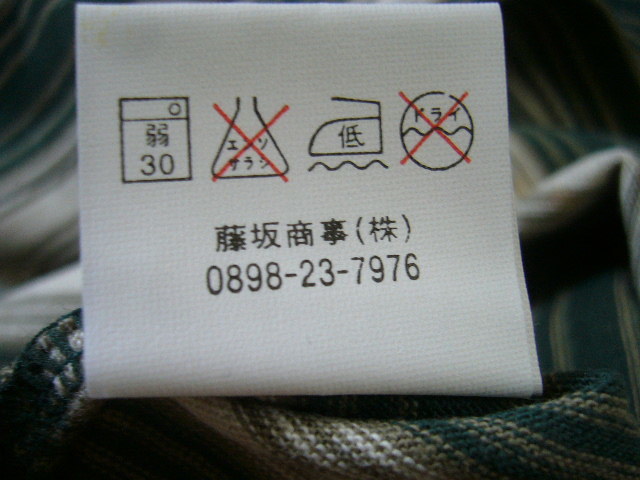 弱 エンソ 低 ドライ
30 サラシ
藤坂商事(株)
0898-23-7976